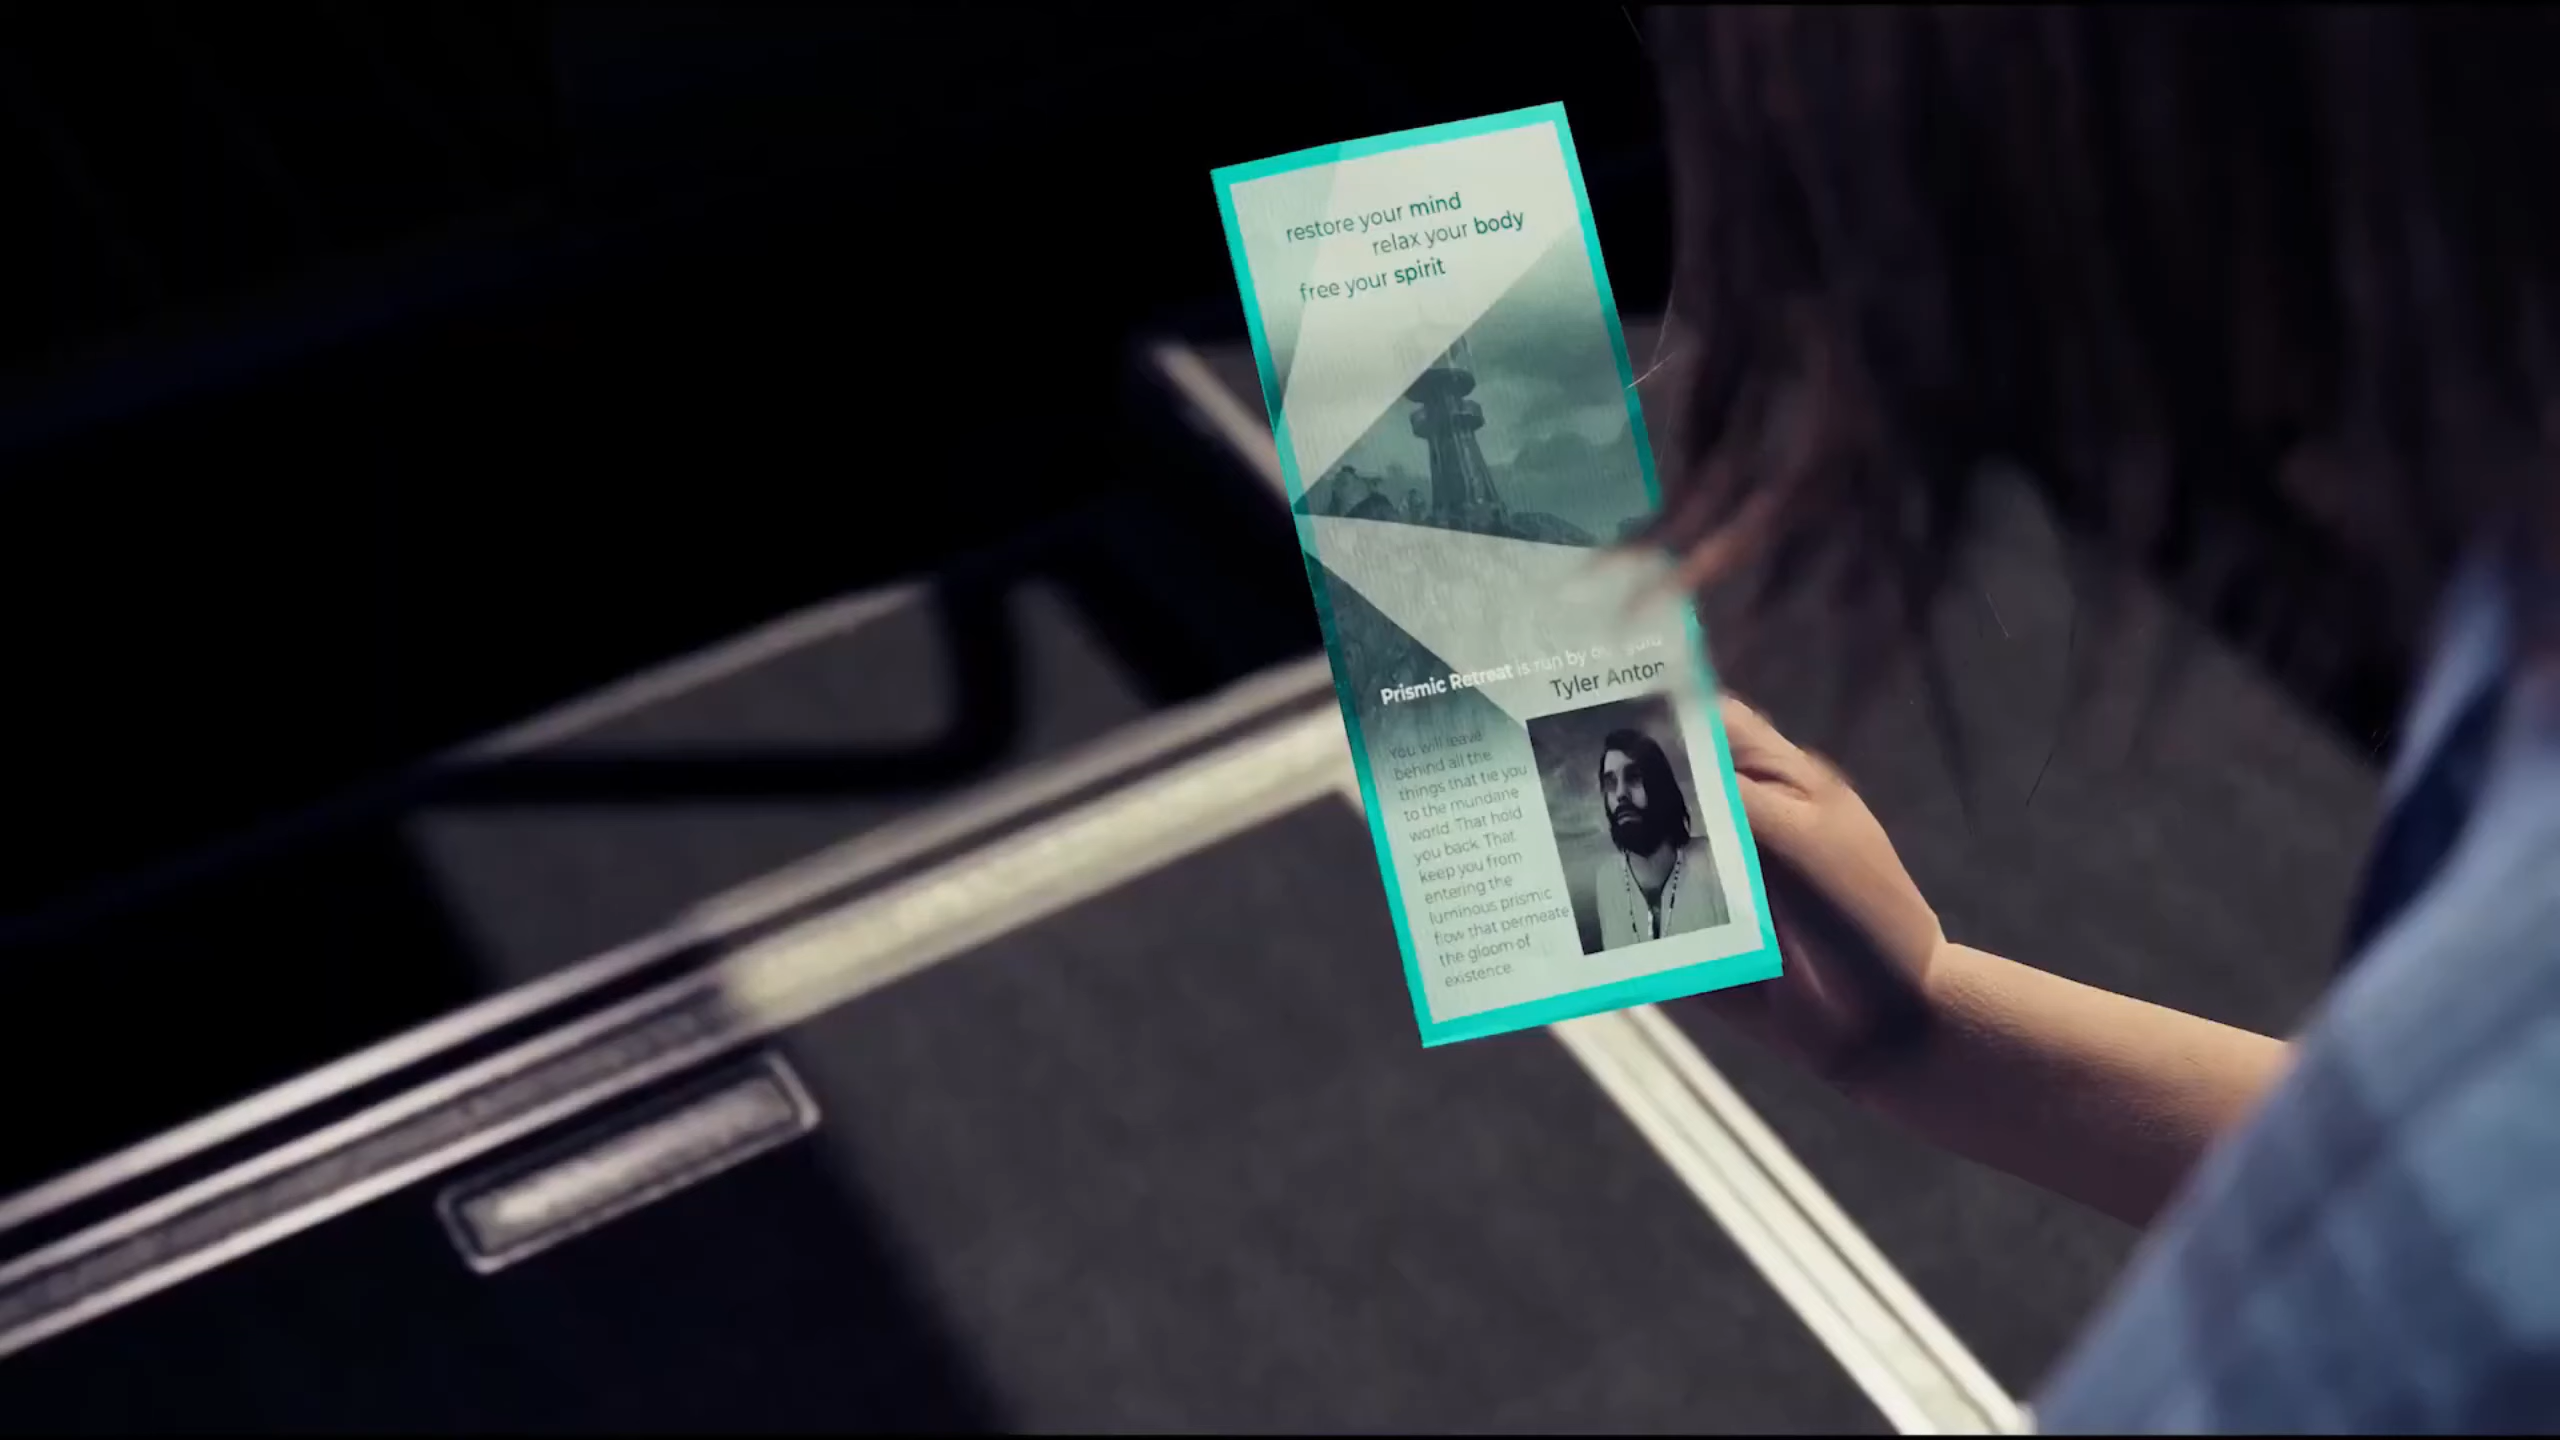 restore your mind
relax your body
free your spirit
Prismic Retreat is run by
Tyler Anton
You will leave
behind all the
things that tie you
to the mundane
world. That hold
you back. That
keep you from
entering the
luminous prismic
flow that permeate
the gloom of
existence.